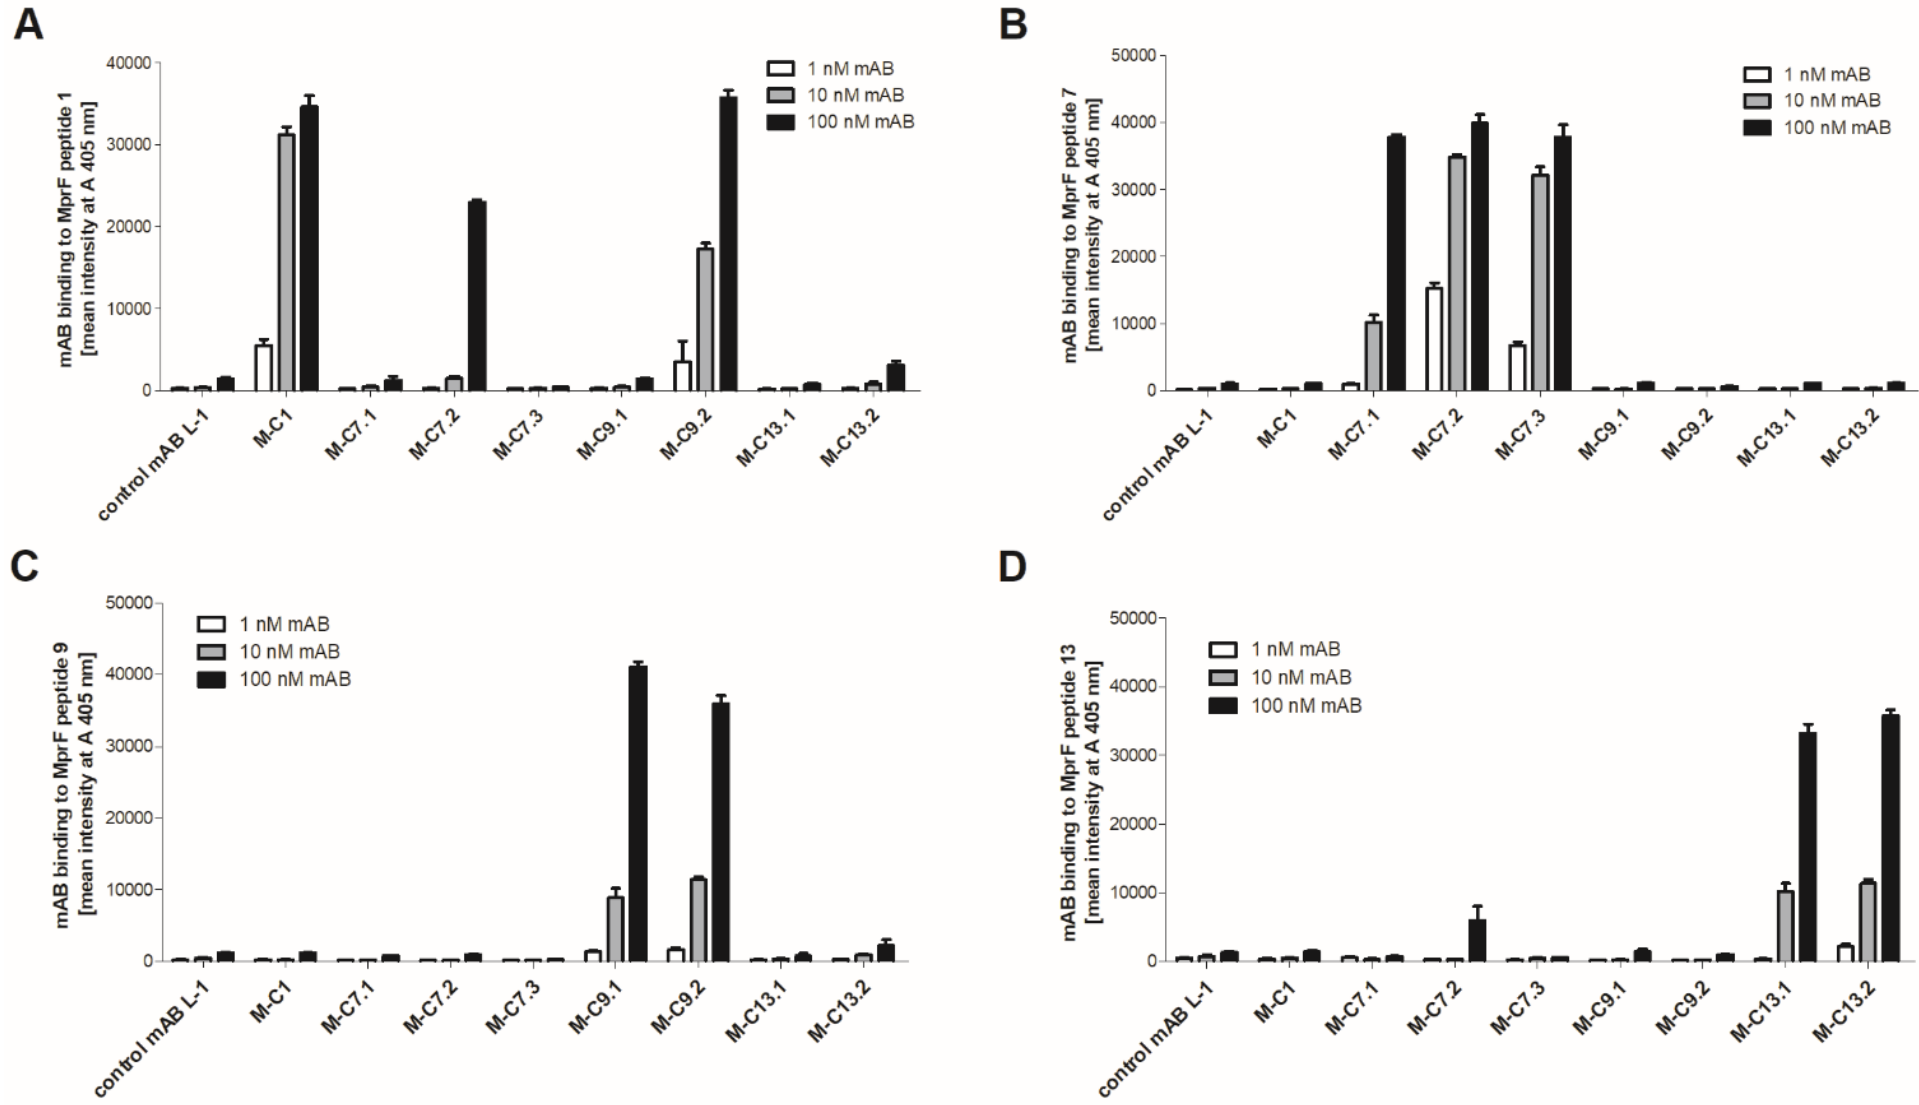 A
mAB binding to MprF peptide 1
[mean intensity at A 405 nm]
40000
30000
20000
10000
0
1 nM mAB
10 nM mAB
100 nM mAB
control mAB L-1
M-C1
M-C7.1
M-C7.2
M-C7.3
M-C9.1
M-C9.2
M-C13.1
M-C13.2
B
mAB binding to MprF peptide 7
[mean intensity at A 405 nm]
50000
40000
30000
20000
10000
0
1 nM mAB
10 nM mAB
100 nM mAB
control mAB L-1
M-C1
M-C7.1
M-C7.2
M-C7.3
M-C9.1
M-C9.2
M-C13.1
M-C13.2
C
mAB binding to MprF peptide 9
[mean intensity at A 405 nm]
50000
40000
30000
20000
10000
0
1 nM mAB
10 nM mAB
100 nM mAB
control mAB L-1
M-C1
M-C7.1
M-C7.2
M-C7.3
M-C9.1
M-C9.2
M-C13.1
M-C13.2
D
mAB binding to MprF peptide 13
[mean intensity at A 405 nm]
50000
40000
30000
20000
10000
0
1 nM mAB
10 nM mAB
100 nM mAB
control mAB L-1
M-C1
M-C7.1
M-C7.2
M-C7.3
M-C9.1
M-C9.2
M-C13.1
M-C13.2